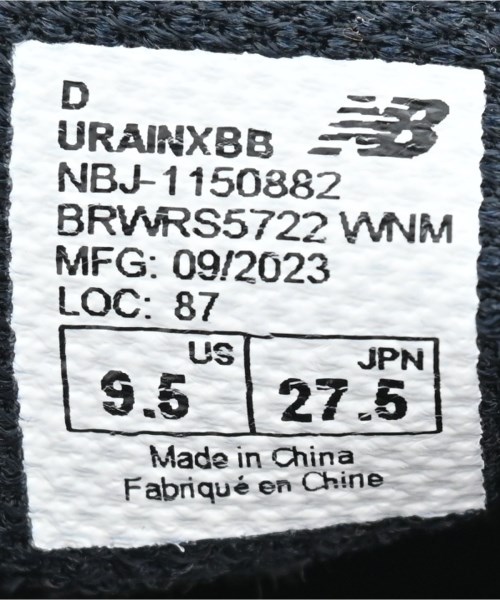 D
URAINXBB
NB
NBJ-1150882
BRWRS5722 WNM
MFG: 09/2023
LOC: 87
US
9.5
JPN
27.5
Made in China
Fabriqué en Chine